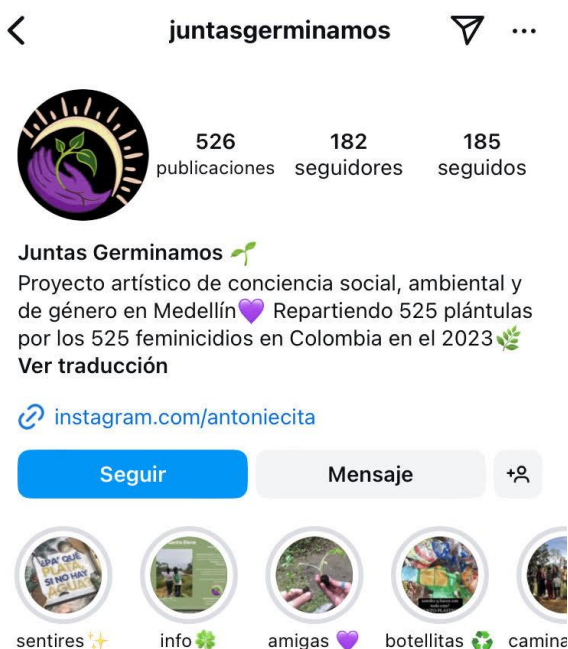 juntasgerminamos
526 182 185
publicaciones seguidores seguidos
Juntas Germinamos 🌱
Proyecto artístico de conciencia social, ambiental y
de género en Medellín💜 Repartiendo 525 plántulas
por los 525 feminicidios en Colombia en el 2023🌿
Ver traducción
instagram.com/antoniecita
Seguir Mensaje
¿PA' QUÉ
PLATA,
SI NO HAY
AGUA?
sentires✨ info🍀 amigas 💜 botellitas ♻️ camina